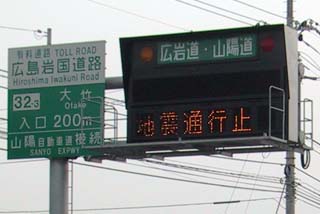 有料道路 TOLL ROAD
広島岩国道路
Hiroshima Iwakuni Road
32-3 大竹
Otake
入口 200m
山陽自動車道接続
SANYO EXPWY
広岩道・山陽道
地震通行止